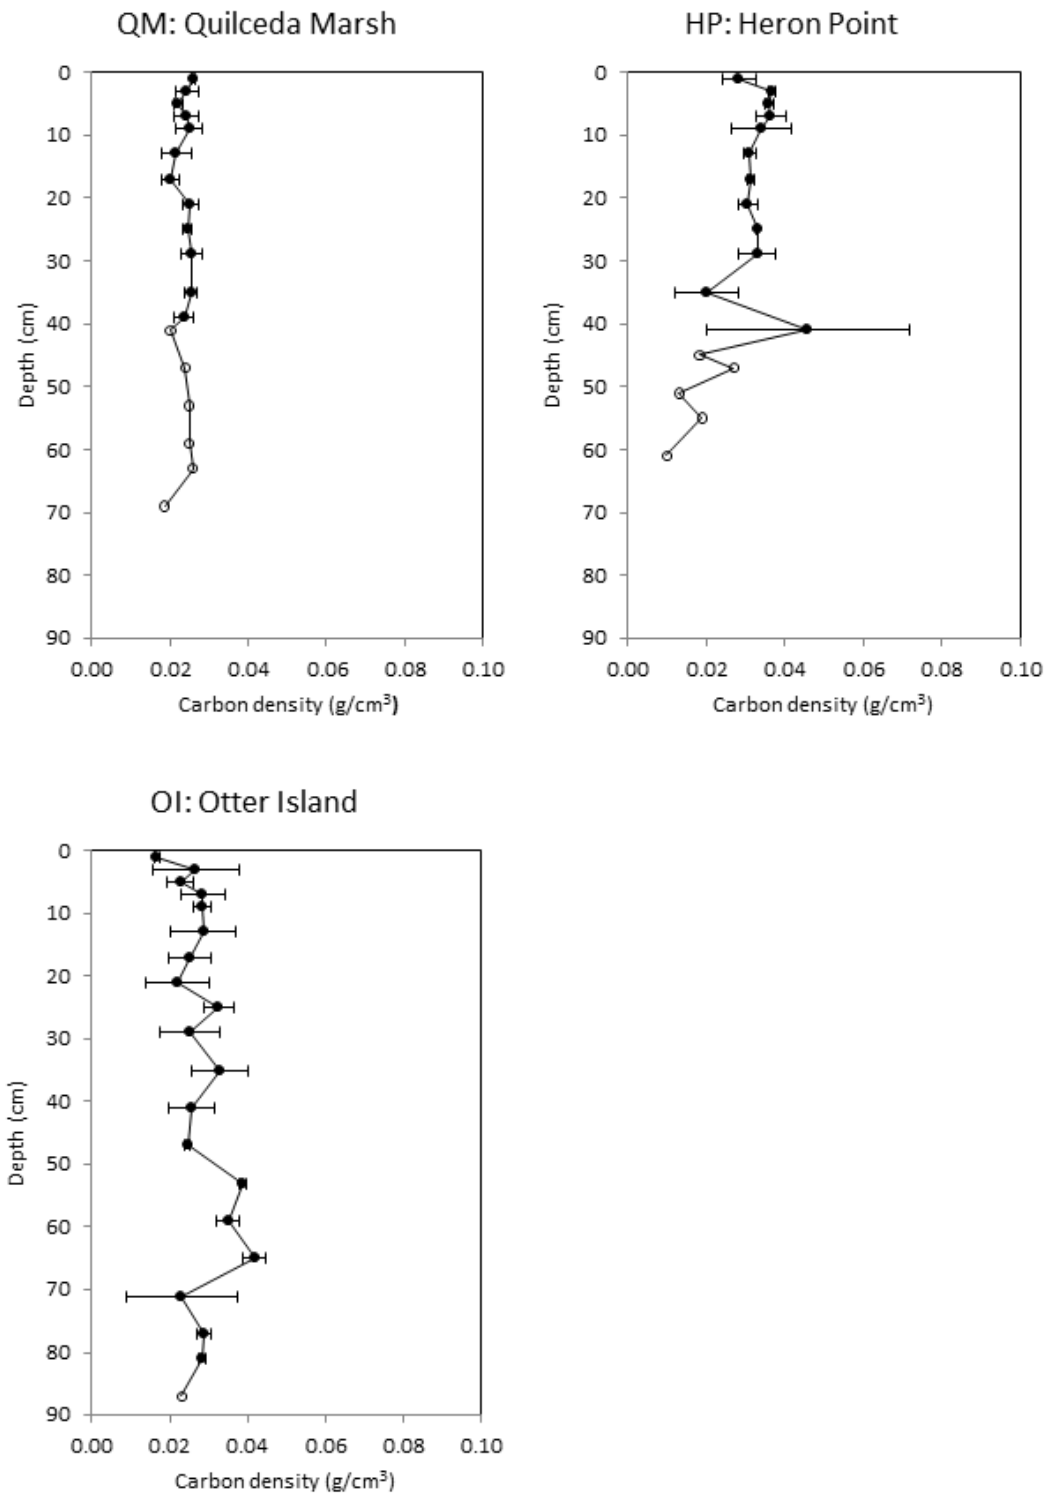 QM: Quilceda Marsh
HP: Heron Point
0
10
20
30
40
50
60
70
80
90
Depth (cm)
0.00 0.02 0.04 0.06 0.08 0.10
Carbon density (g/cm³)
0
10
20
30
40
50
60
70
80
90
Depth (cm)
0.00 0.02 0.04 0.06 0.08 0.10
Carbon density (g/cm³)
OI: Otter Island
0
10
20
30
40
50
60
70
80
90
Depth (cm)
0.00 0.02 0.04 0.06 0.08 0.10
Carbon density (g/cm³)